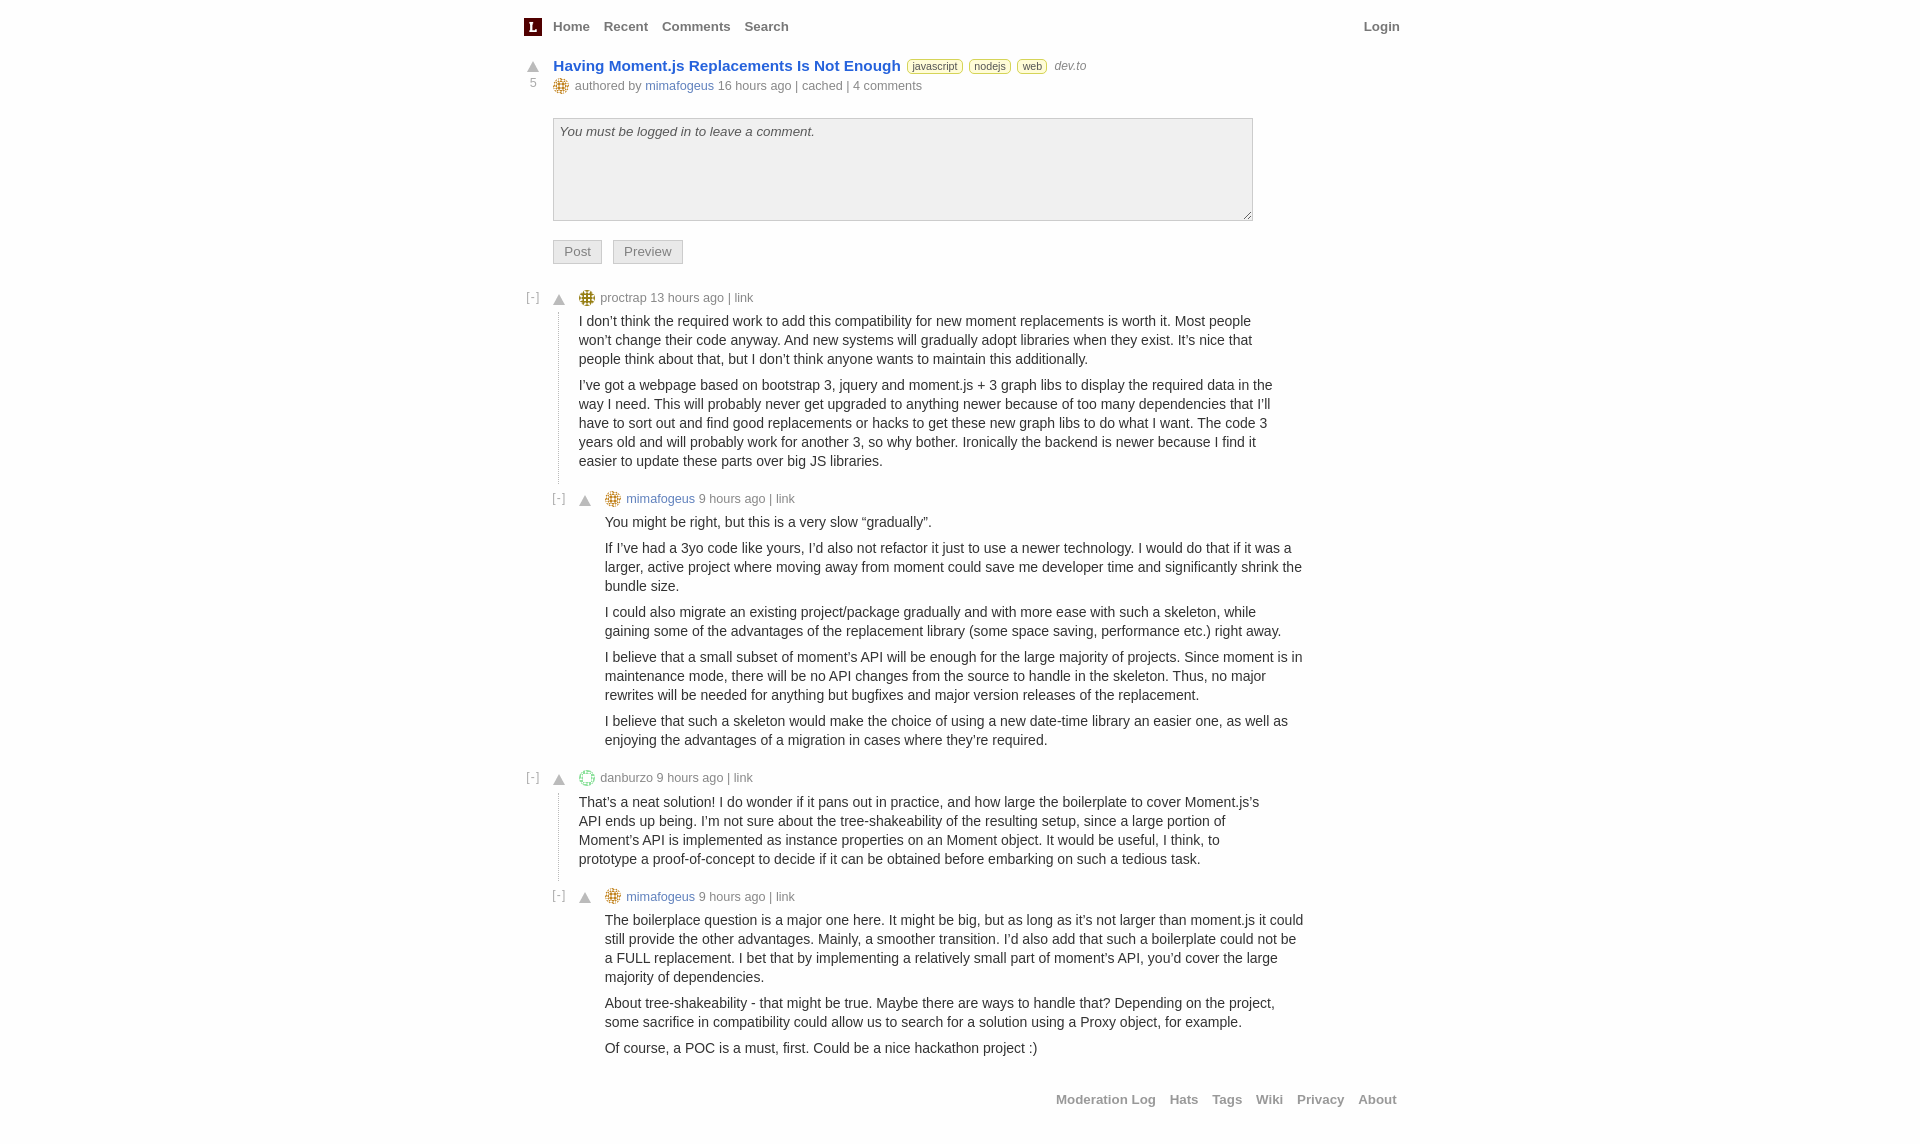 L Home Recent Comments Search Login
Having Moment.js Replacements Is Not Enough javascript nodejs web dev.to
5
authored by mimafogeus 16 hours ago | cached | 4 comments
You must be logged in to leave a comment.
Post Preview
[-] proctrap 13 hours ago | link
I don’t think the required work to add this compatibility for new moment replacements is worth it. Most people
won’t change their code anyway. And new systems will gradually adopt libraries when they exist. It’s nice that
people think about that, but I don’t think anyone wants to maintain this additionally.
I’ve got a webpage based on bootstrap 3, jquery and moment.js + 3 graph libs to display the required data in the
way I need. This will probably never get upgraded to anything newer because of too many dependencies that I’ll
have to sort out and find good replacements or hacks to get these new graph libs to do what I want. The code 3
years old and will probably work for another 3, so why bother. Ironically the backend is newer because I find it
easier to update these parts over big JS libraries.
[-] mimafogeus 9 hours ago | link
You might be right, but this is a very slow “gradually”.
If I’ve had a 3yo code like yours, I’d also not refactor it just to use a newer technology. I would do that if it was a
larger, active project where moving away from moment could save me developer time and significantly shrink the
bundle size.
I could also migrate an existing project/package gradually and with more ease with such a skeleton, while
gaining some of the advantages of the replacement library (some space saving, performance etc.) right away.
I believe that a small subset of moment’s API will be enough for the large majority of projects. Since moment is in
maintenance mode, there will be no API changes from the source to handle in the skeleton. Thus, no major
rewrites will be needed for anything but bugfixes and major version releases of the replacement.
I believe that such a skeleton would make the choice of using a new date-time library an easier one, as well as
enjoying the advantages of a migration in cases where they’re required.
[-] danburzo 9 hours ago | link
That’s a neat solution! I do wonder if it pans out in practice, and how large the boilerplate to cover Moment.js’s
API ends up being. I’m not sure about the tree-shakeability of the resulting setup, since a large portion of
Moment’s API is implemented as instance properties on an Moment object. It would be useful, I think, to
prototype a proof-of-concept to decide if it can be obtained before embarking on such a tedious task.
[-] mimafogeus 9 hours ago | link
The boilerplace question is a major one here. It might be big, but as long as it’s not larger than moment.js it could
still provide the other advantages. Mainly, a smoother transition. I’d also add that such a boilerplate could not be
a FULL replacement. I bet that by implementing a relatively small part of moment’s API, you’d cover the large
majority of dependencies.
About tree-shakeability - that might be true. Maybe there are ways to handle that? Depending on the project,
some sacrifice in compatibility could allow us to search for a solution using a Proxy object, for example.
Of course, a POC is a must, first. Could be a nice hackathon project :)
Moderation Log Hats Tags Wiki Privacy About